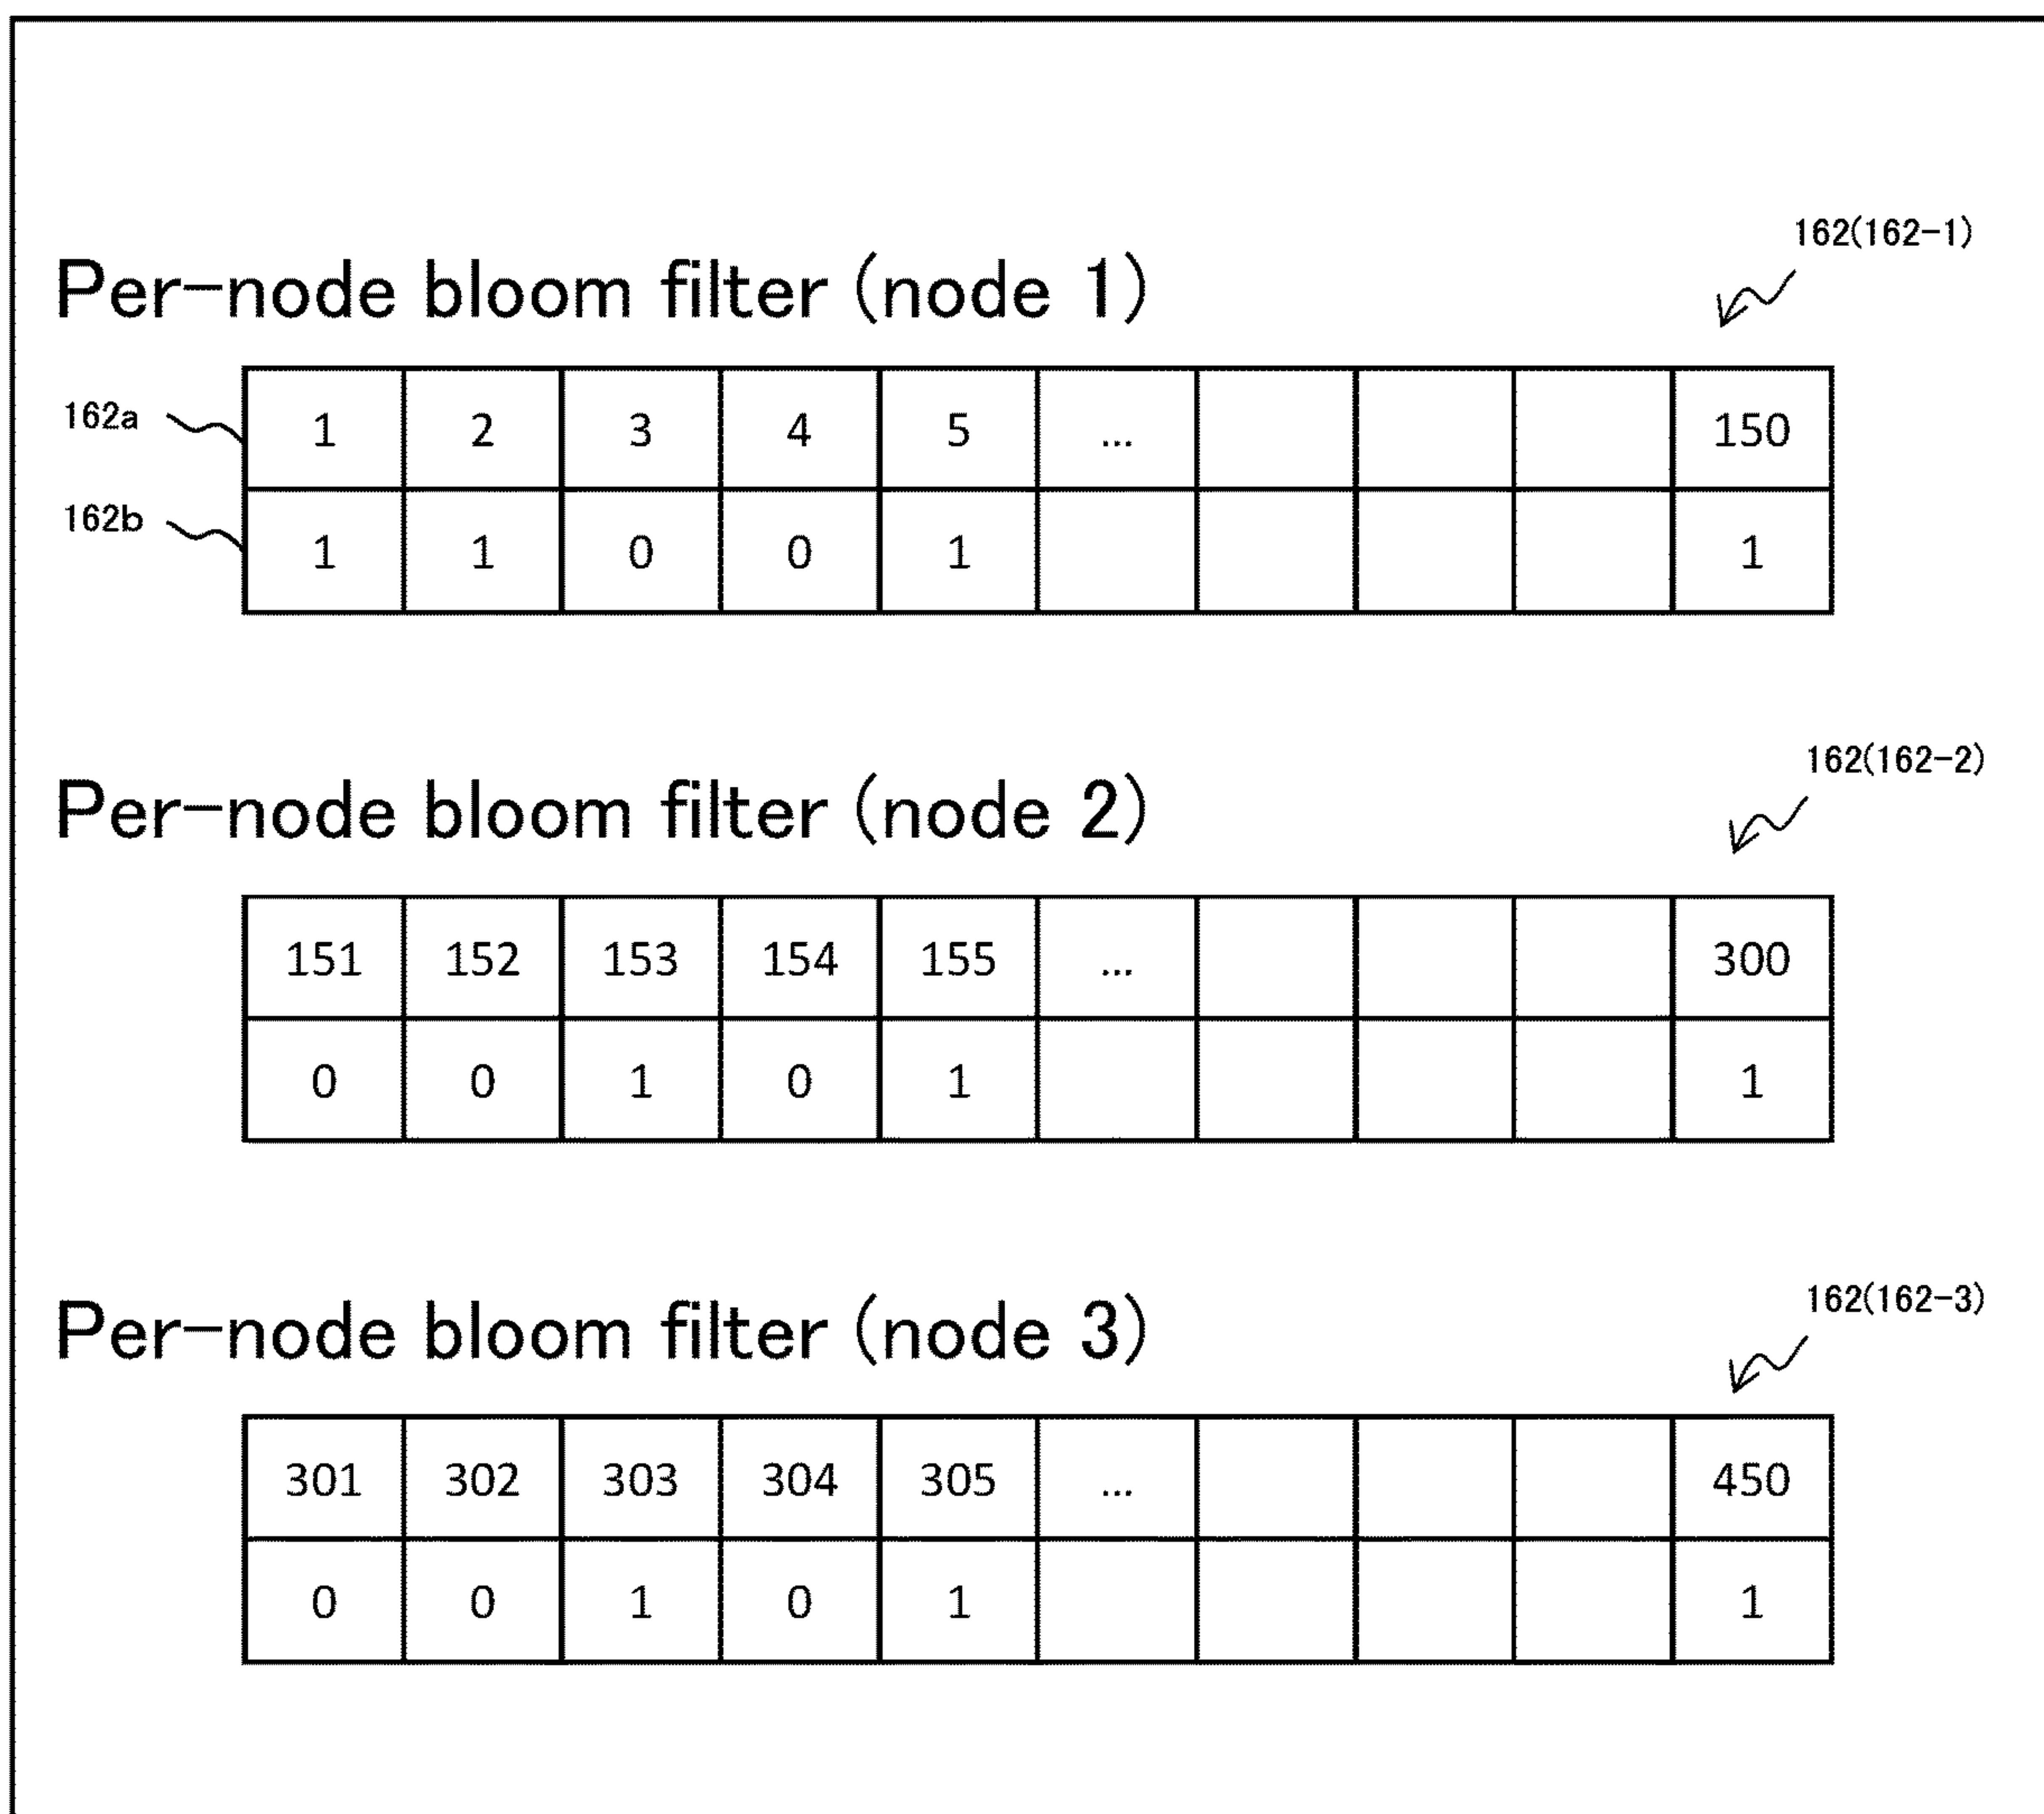 162(162-1)
Per-node bloom filter (node 1)
162a 1 2 3 4 5 ... 150
162b 1 1 0 0 1 1
162(162-2)
Per-node bloom filter (node 2)
151 152 153 154 155 ... 300
0 0 1 0 1 1
162(162-3)
Per-node bloom filter (node 3)
301 302 303 304 305 ... 450
0 0 1 0 1 1